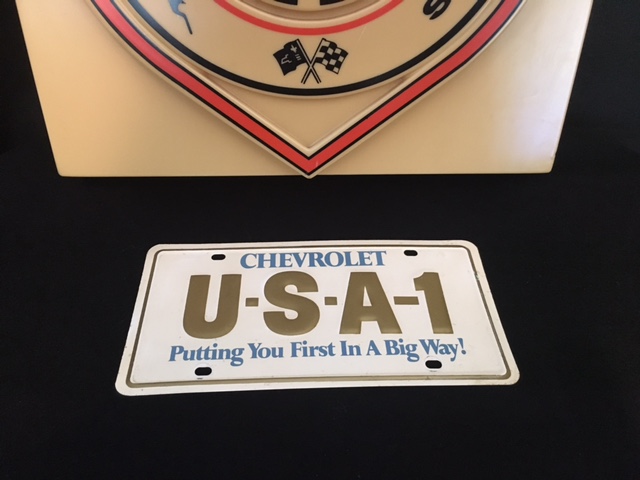 CHEVROLET
U·S·A-1
Putting You First In A Big Way!